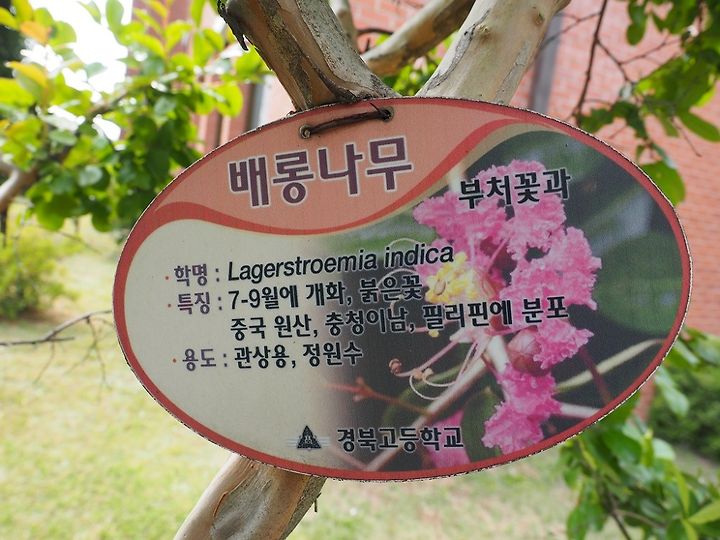 배롱나무
부처꽃과
· 학명 : Lagerstroemia indica
· 특징 : 7-9월에 개화, 붉은꽃
중국 원산, 충청이남, 필리핀에 분포
· 용도 : 관상용, 정원수
경북고등학교